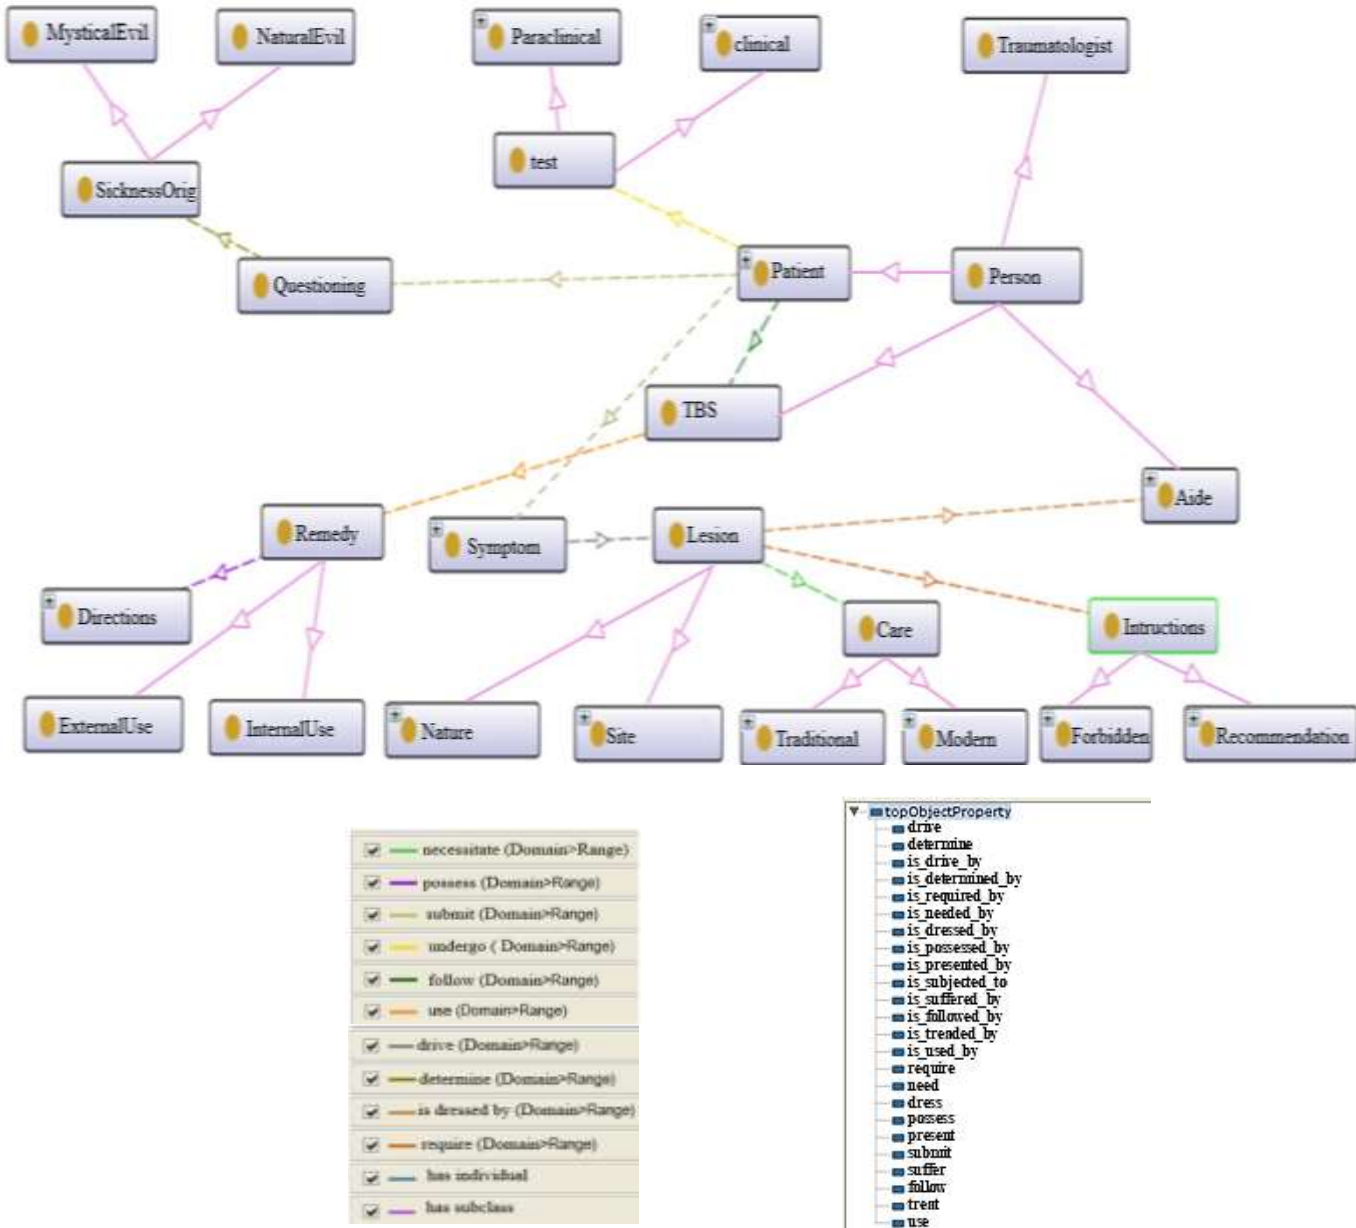 MysticalEvil
NaturalEvil
Paraclinical
clinical
Traumatologist
test
SicknessOrig
Questioning
Patient
Person
TBS
Aide
Remedy
Symptom
Lesion
Directions
Care
Intructions
ExternalUse
InternalUse
Nature
Site
Traditional
Modern
Forbidden
Recommendation
necessitate (Domain>Range)
possess (Domain>Range)
submit (Domain>Range)
undergo ( Domain>Range)
follow (Domain>Range)
use (Domain>Range)
drive (Domain>Range)
determine (Domain>Range)
is dressed by (Domain>Range)
require (Domain>Range)
has individual
has subclass
topObjectProperty
drive
determine
is_drive_by
is_determined_by
is_required_by
is_needed_by
is_dressed_by
is_possessed_by
is_presented_by
is_subjected_to
is_suffered_by
is_followed_by
is_trended_by
is_used_by
require
need
dress
possess
present
submit
suffer
follow
trent
use